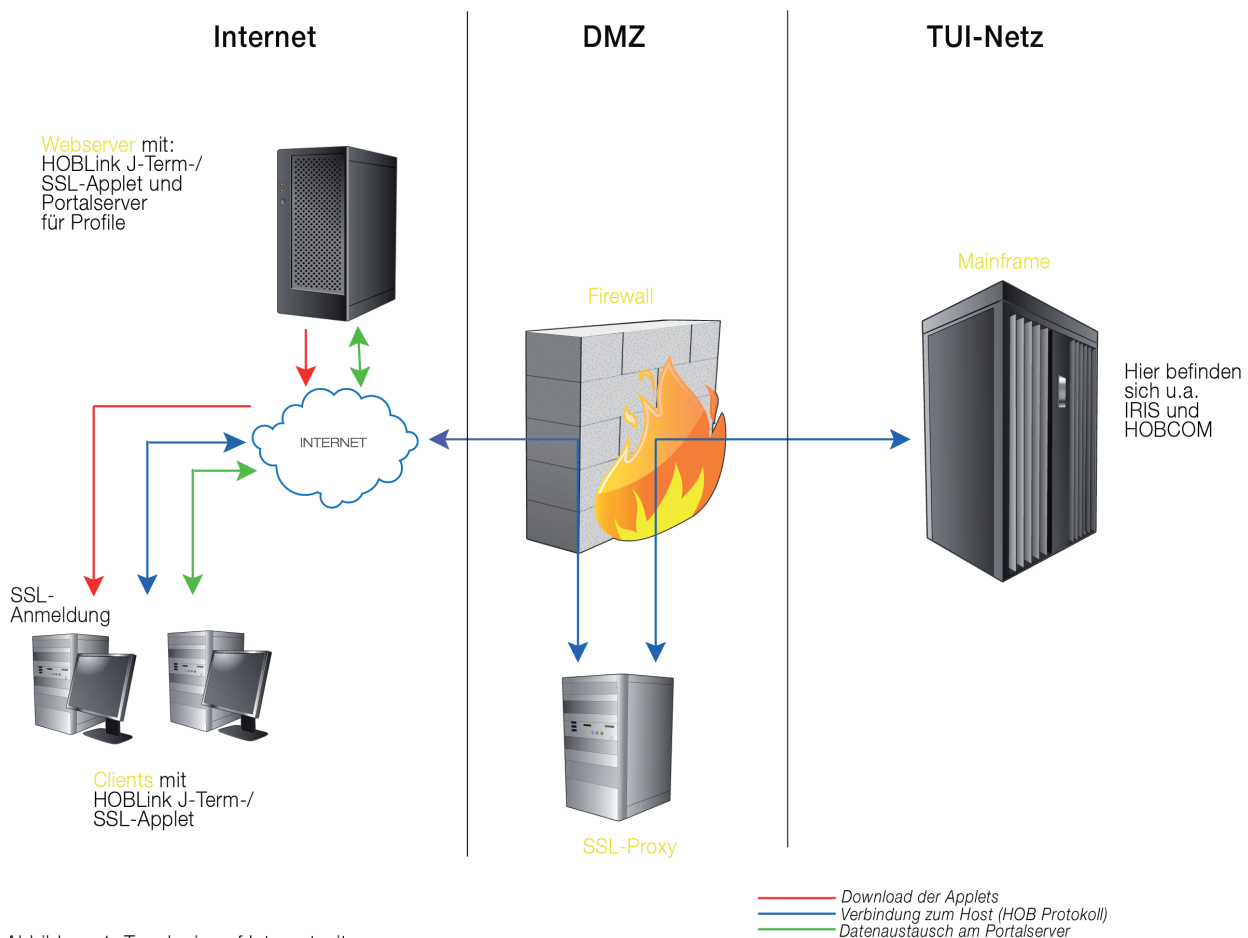 Internet
DMZ
TUI-Netz
Webserver mit:
HOBLink J-Term-/
SSL-Applet und
Portalserver
für Profile
Firewall
Mainframe
Hier befinden
sich u.a.
IRIS und
HOBCOM
INTERNET
SSL-
Anmeldung
Clients mit
HOBLink J-Term-/
SSL-Applet
SSL-Proxy
Download der Applets
Verbindung zum Host (HOB Protokoll)
Datenaustausch am Portalserver